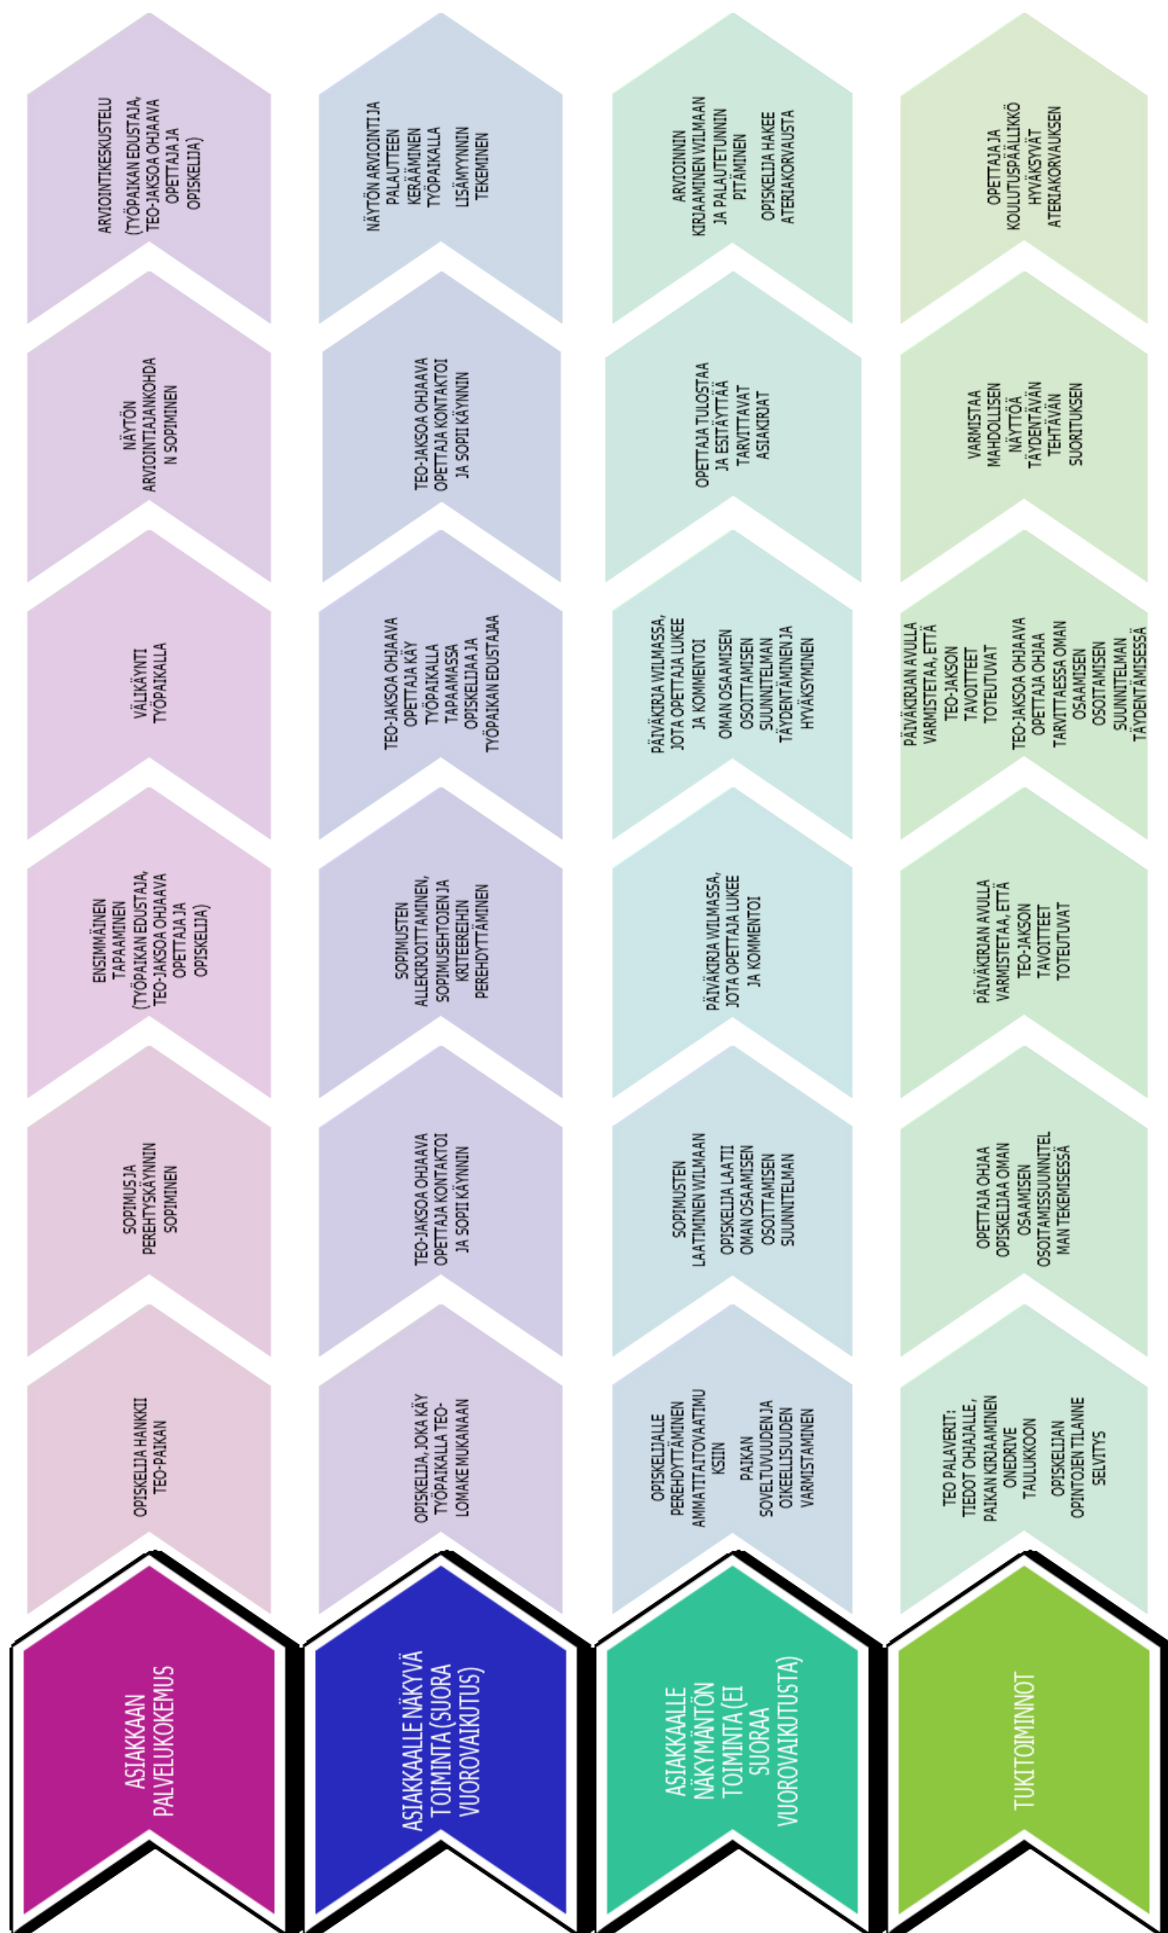 ASIAKKAAN
PALVELUKOKEMUS
OPISKELIJA HANKKII
TEO-PAIKAN
SOPIMUS JA
PEREHTYSKÄYNNIN
SOPIMINEN
ENSIMMÄINEN
TAPAAMINEN
(TYÖPAIKAN EDUSTAJA,
TEO-JAKSOA OHJAAVA
OPETTAJA JA
OPISKELIJA)
VÄLIKÄYNTI
TYÖPAIKALLA
NÄYTÖN
ARVIOINTIAJANKOHDA
N SOPIMINEN
ARVIOINTIKESKUSTELU
(TYÖPAIKAN EDUSTAJA,
TEO-JAKSOA OHJAAVA
OPETTAJA JA
OPISKELIJA)
ASIAKKAALLE NÄKYVÄ
TOIMINTA (SUORA
VUOROVAIKUTUS)
OPISKELIJA, JOKA KÄY
TYÖPAIKALLA TEO-
LOMAKE MUKANAAN
TEO-JAKSOA OHJAAVA
OPETTAJA KONTAKTOI
JA SOPII KÄYNNIN
SOPIMUSTEN
ALLEKIRJOITTAMINEN,
SOPIMUSEHTOJEN JA
KRITEEREIHIN
PEREHDYTTÄMINEN
TEO-JAKSOA OHJAAVA
OPETTAJA KÄY
TYÖPAIKALLA
TAPAAMASSA
OPISKELIJAA JA
TYÖPAIKAN EDUSTAJAA
TEO-JAKSOA OHJAAVA
OPETTAJA KONTAKTOI
JA SOPII KÄYNNIN
NÄYTÖN ARVIOINTI JA
PALAUTTEEN
KERÄÄMINEN
TYÖPAIKALLA
LISÄMYYNNIN
TEKEMINEN
ASIAKKAALLE
NÄKYMÄNTÖN
TOIMINTA (EI
SUORAA
VUOROVAIKUTUSTA)
OPISKELIJALLE
PEREHDYTTÄMINEN
AMMATITAITOVAATIMU
KSIIN
PAIKAN
SOVELTUVUUDEN JA
OIKEELLISUUDEN
VARMISTAMINEN
SOPIMUSTEN
LAATIMINEN WILMAAN
OPISKELIJA LAATII
OMAN OSAAMISEN
OSOITTAMISEN
SUUNNITELMAN
PÄIVÄKIRJA WILMASSA,
JOTA OPETTAJA LUKEE
JA KOMMENTOI
PÄIVÄKIRJA WILMASSA,
JOTA OPETTAJA LUKEE
JA KOMMENTOI
OMAN OSAAMISEN
OSOITTAMISEN
SUUNNITELMAN
TÄYDENTÄMINEN JA
HYVÄKSYMINEN
OPETTAJA TULOSTAA
JA ESITÄYTTÄÄ
TARVITTAVAT
ASIAKIRJAT
ARVIOINNIN
KIRJAAMINEN WILMAAN
JA PALAUTETUNNIN
PITÄMINEN
OPISKELIJA HAKEE
ATERIAKORVAUSTA
TUKITOIMINNOT
TEO PALAVERIT:
TIEDOT OHJAJALLE,
PAIKAN KIRJAAMINEN
ONEDRIVE
TAULUKKOON
OPISKELIJAN
OPINTOJEN TILANNE
SELVITYS
OPETTAJA OHJAA
OPISKELIJAA OMAN
OSAAMISEN
OSOITAMISSUUNNITEL
MAN TEKEMISESSÄ
PÄIVÄKIRJAN AVULLA
VARMISTETAA, ETTÄ
TEO-JAKSON
TAVOITTEET
TOTEUTUVAT
PÄIVÄKIRJAN AVULLA
VARMISTETAA, ETTÄ
TEO-JAKSON
TAVOITTEET
TOTEUTUVAT
TEO-JAKSOA OHJAAVA
OPETTAJA OHJAA
TARVITTAESSA OMAN
OSAAMISEN
OSOITAMISEN
SUUNNITELMAN
TÄYDENTÄMISESSÄ
VARMISTAA
MAHDOLLISEN
NÄYTTÖÄ
TÄYDENTÄVÄN
TEHTÄVÄN
SUORITUKSEN
OPETTAJA JA
KOULUTUSPÄÄLLIKKÖ
HYVÄKSYVÄT
ATERIAKORVAUKSEN